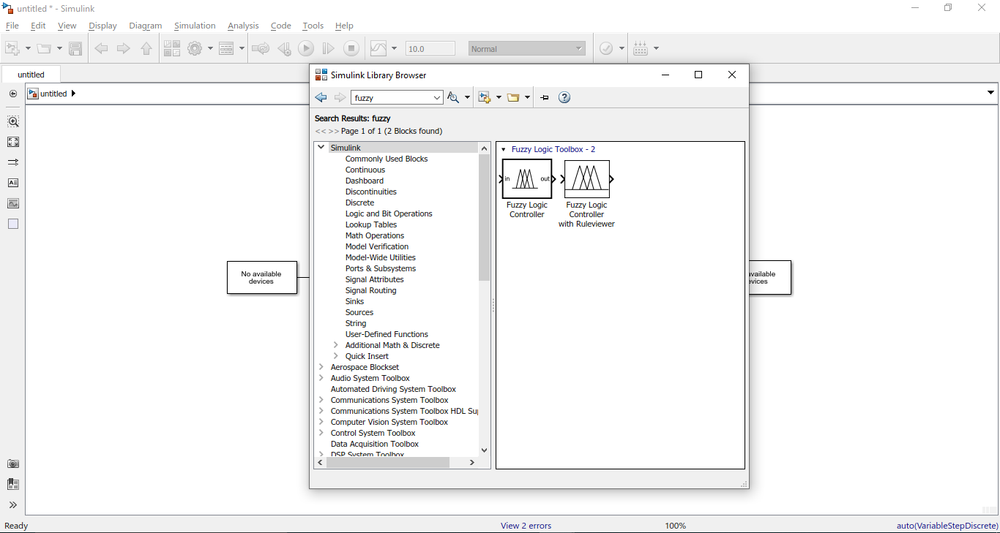 untitled * - Simulink
File Edit View Display Diagram Simulation Analysis Code Tools Help
10.0 Normal
untitled
untitled
Simulink Library Browser
fuzzy
Search Results: fuzzy
<< >> Page 1 of 1 (2 Blocks found)
Simulink
Commonly Used Blocks
Continuous
Dashboard
Discontinuities
Discrete
Logic and Bit Operations
Lookup Tables
Math Operations
Model Verification
Model-Wide Utilities
Ports & Subsystems
Signal Attributes
Signal Routing
Sinks
Sources
String
User-Defined Functions
Additional Math & Discrete
Quick Insert
Aerospace Blockset
Audio System Toolbox
Automated Driving System Toolbox
Communications System Toolbox
Communications System Toolbox HDL Su
Computer Vision System Toolbox
Control System Toolbox
Data Acquisition Toolbox
DSP System Toolbox
Fuzzy Logic Toolbox - 2
in out
Fuzzy Logic
Controller
Fuzzy Logic
Controller
with Ruleviewer
No available
devices
available
evices
Ready View 2 errors 100% auto(VariableStepDiscrete)